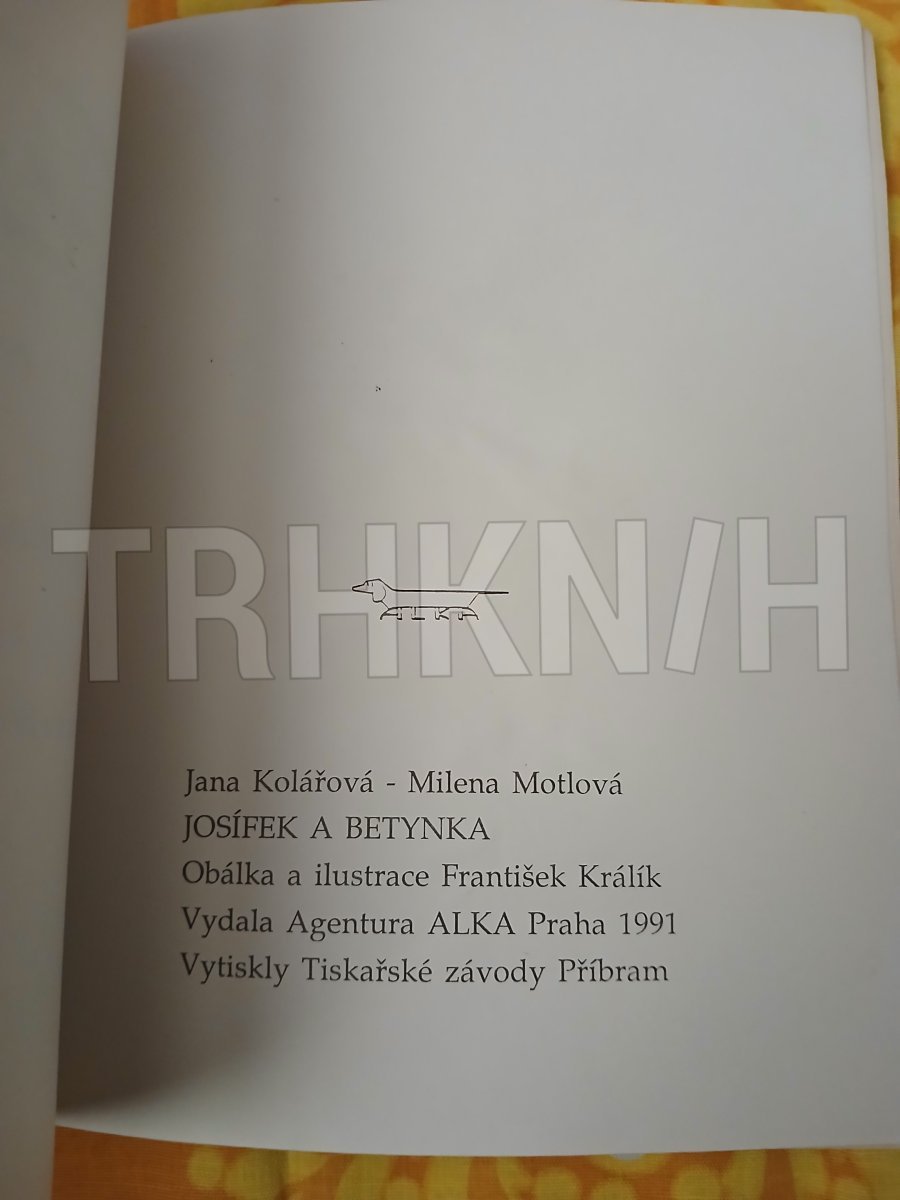 TRHKNIH
ALKA
Jana Kolářová - Milena Motlová
JOSÍFEK A BETYNKA
Obálka a ilustrace František Králík
Vydala Agentura ALKA Praha 1991
Vytiskly Tiskařské závody Příbram